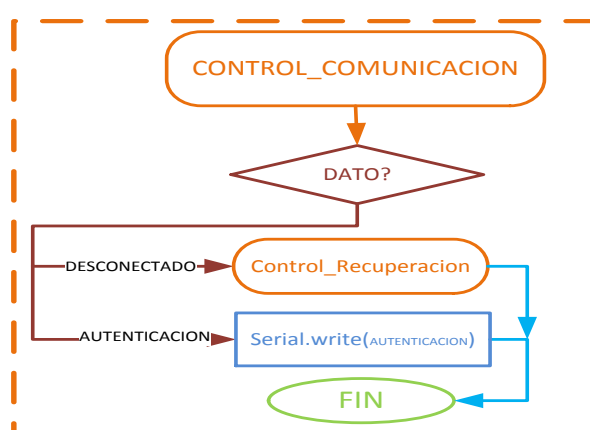 CONTROL_COMUNICACION
DATO?
DESCONECTADO
Control_Recuperacion
AUTENTICACION
Serial.write(AUTENTICACION)
FIN